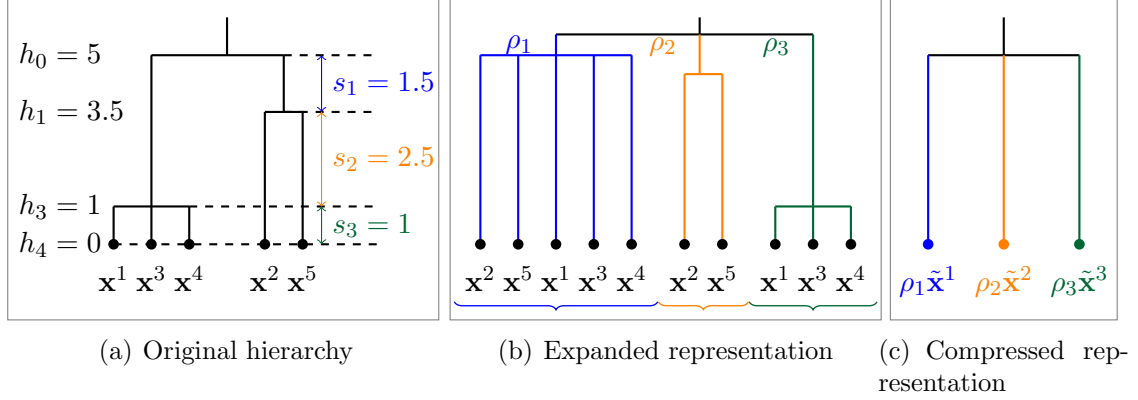 h₀ = 5
h₁ = 3.5
h₃ = 1
h₄ = 0
s₁ = 1.5
s₂ = 2.5
s₃ = 1
x¹ x³ x⁴ x² x⁵
(a) Original hierarchy
ρ₁ ρ₂ ρ₃
x² x⁵ x¹ x³ x⁴ x² x⁵ x¹ x³ x⁴
(b) Expanded representation
ρ₁x̃¹ ρ₂x̃² ρ₃x̃³
(c) Compressed rep-
resentation